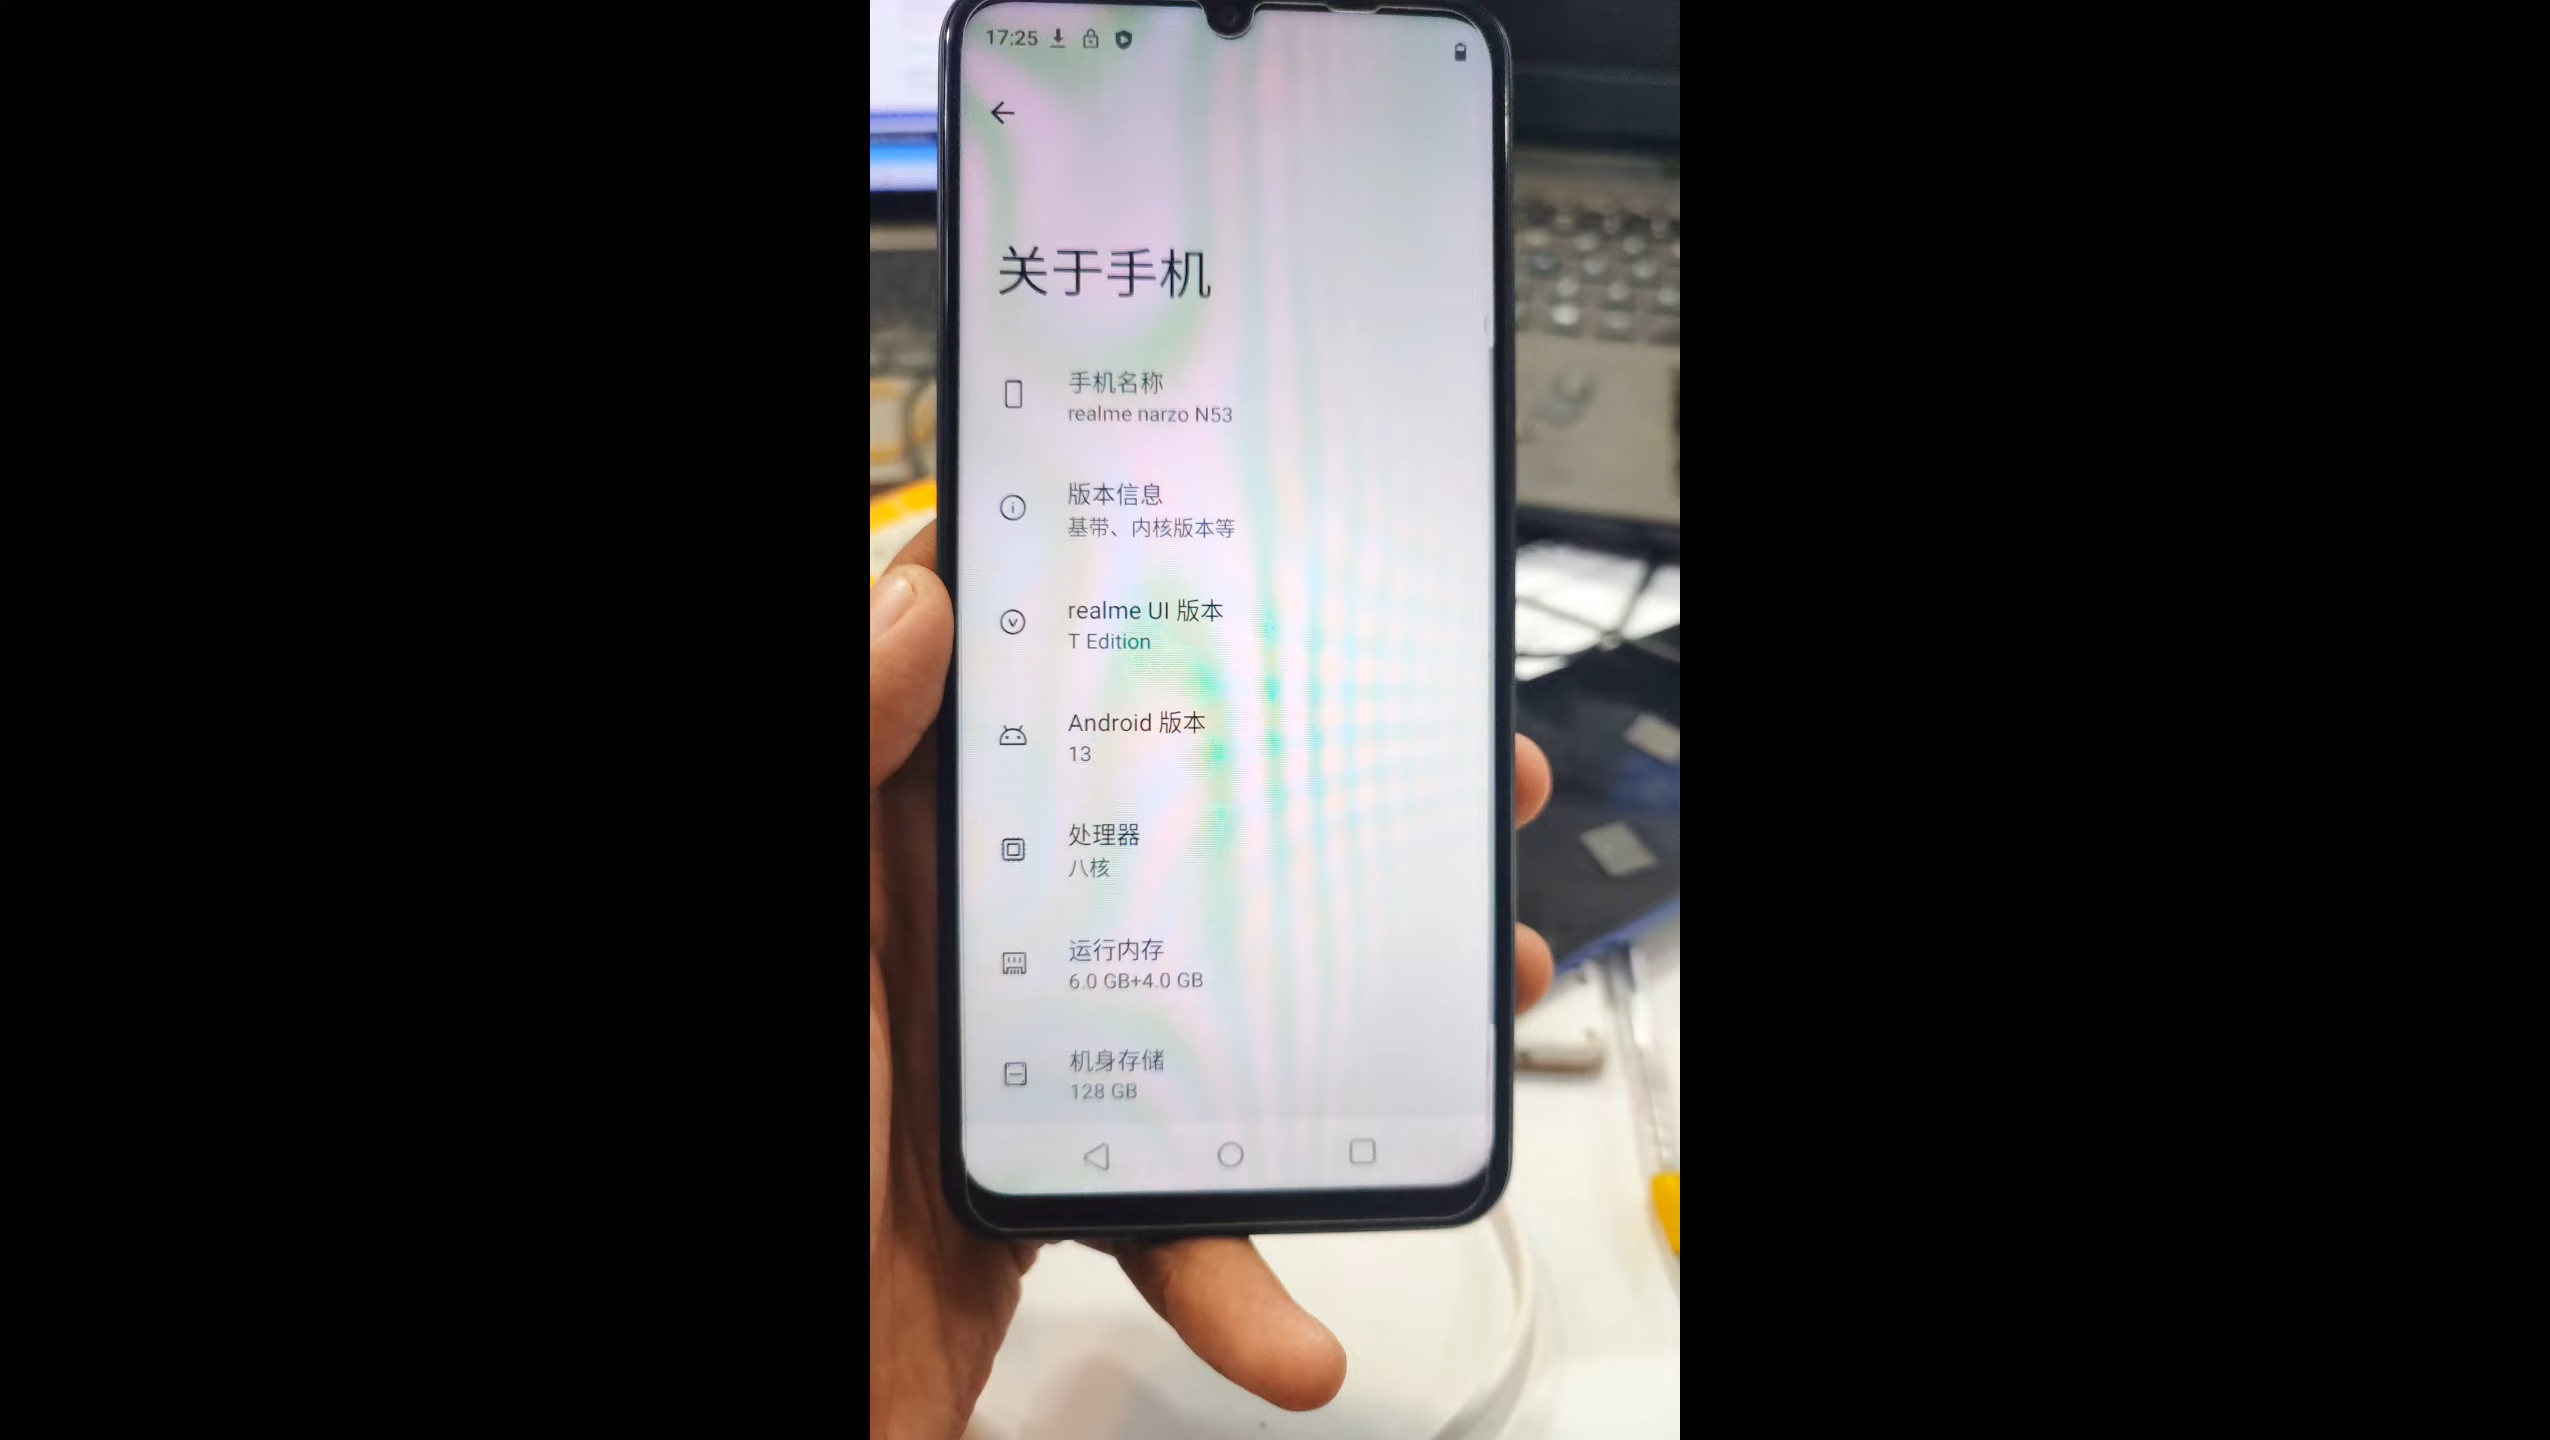 17:25
关于手机
手机名称
realme narzo N53
版本信息
基带、内核版本等
realme UI 版本
T Edition
Android 版本
13
处理器
八核
运行内存
6.0 GB+4.0 GB
机身存储
128 GB